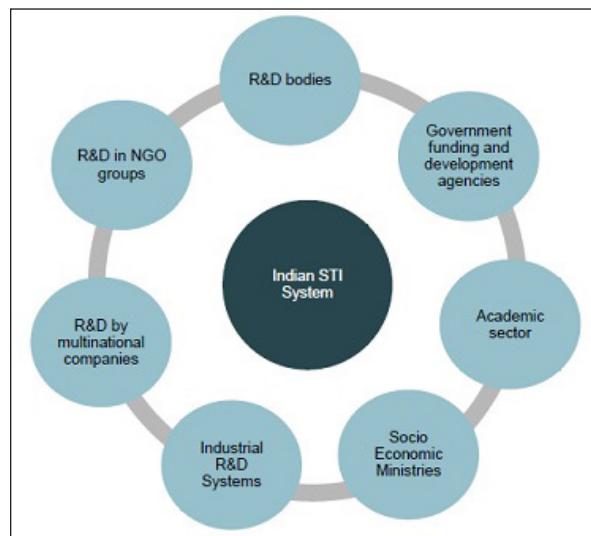 R&D bodies
Government
funding and
development
agencies
Academic
sector
Socio
Economic
Ministries
Industrial
R&D
Systems
R&D by
multinational
companies
R&D in NGO
groups
Indian STI
System